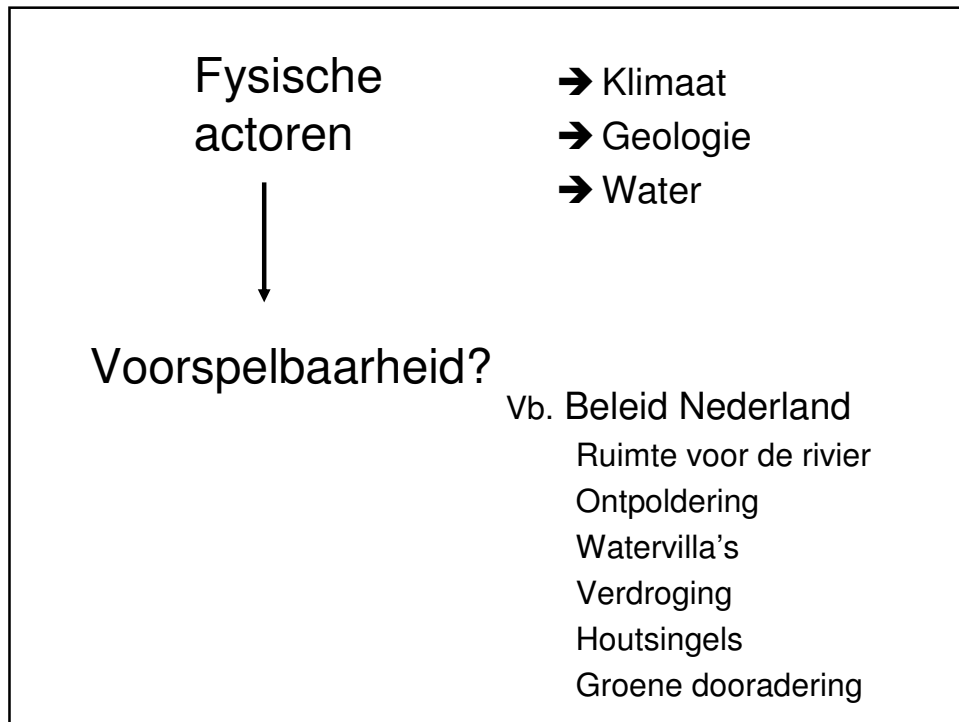 Fysische
actoren
➔ Klimaat
➔ Geologie
➔ Water
Voorspelbaarheid?
Vb. Beleid Nederland
Ruimte voor de rivier
Ontpoldering
Watervilla's
Verdroging
Houtsingels
Groene dooradering